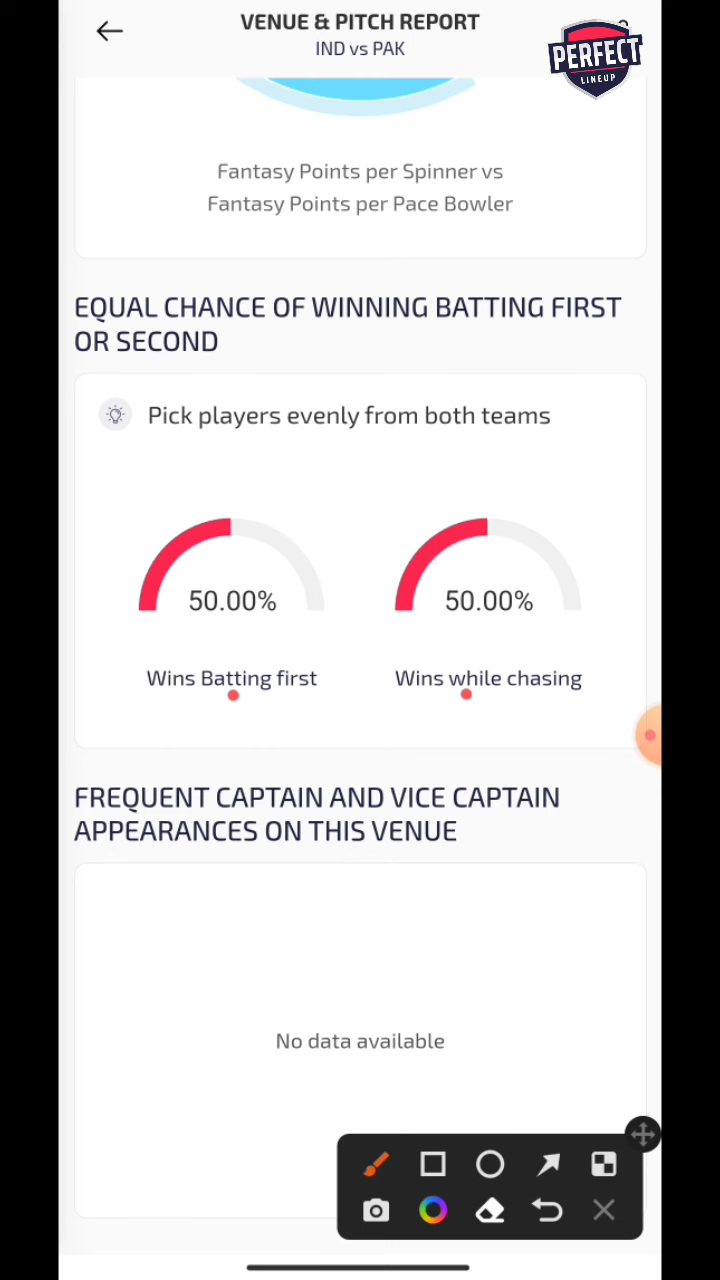 VENUE & PITCH REPORT
IND vs PAK
PERFECT
LINEUP
Fantasy Points per Spinner vs
Fantasy Points per Pace Bowler
EQUAL CHANCE OF WINNING BATTING FIRST
OR SECOND
Pick players evenly from both teams
50.00% 50.00%
Wins Batting first Wins while chasing
FREQUENT CAPTAIN AND VICE CAPTAIN
APPEARANCES ON THIS VENUE
No data available